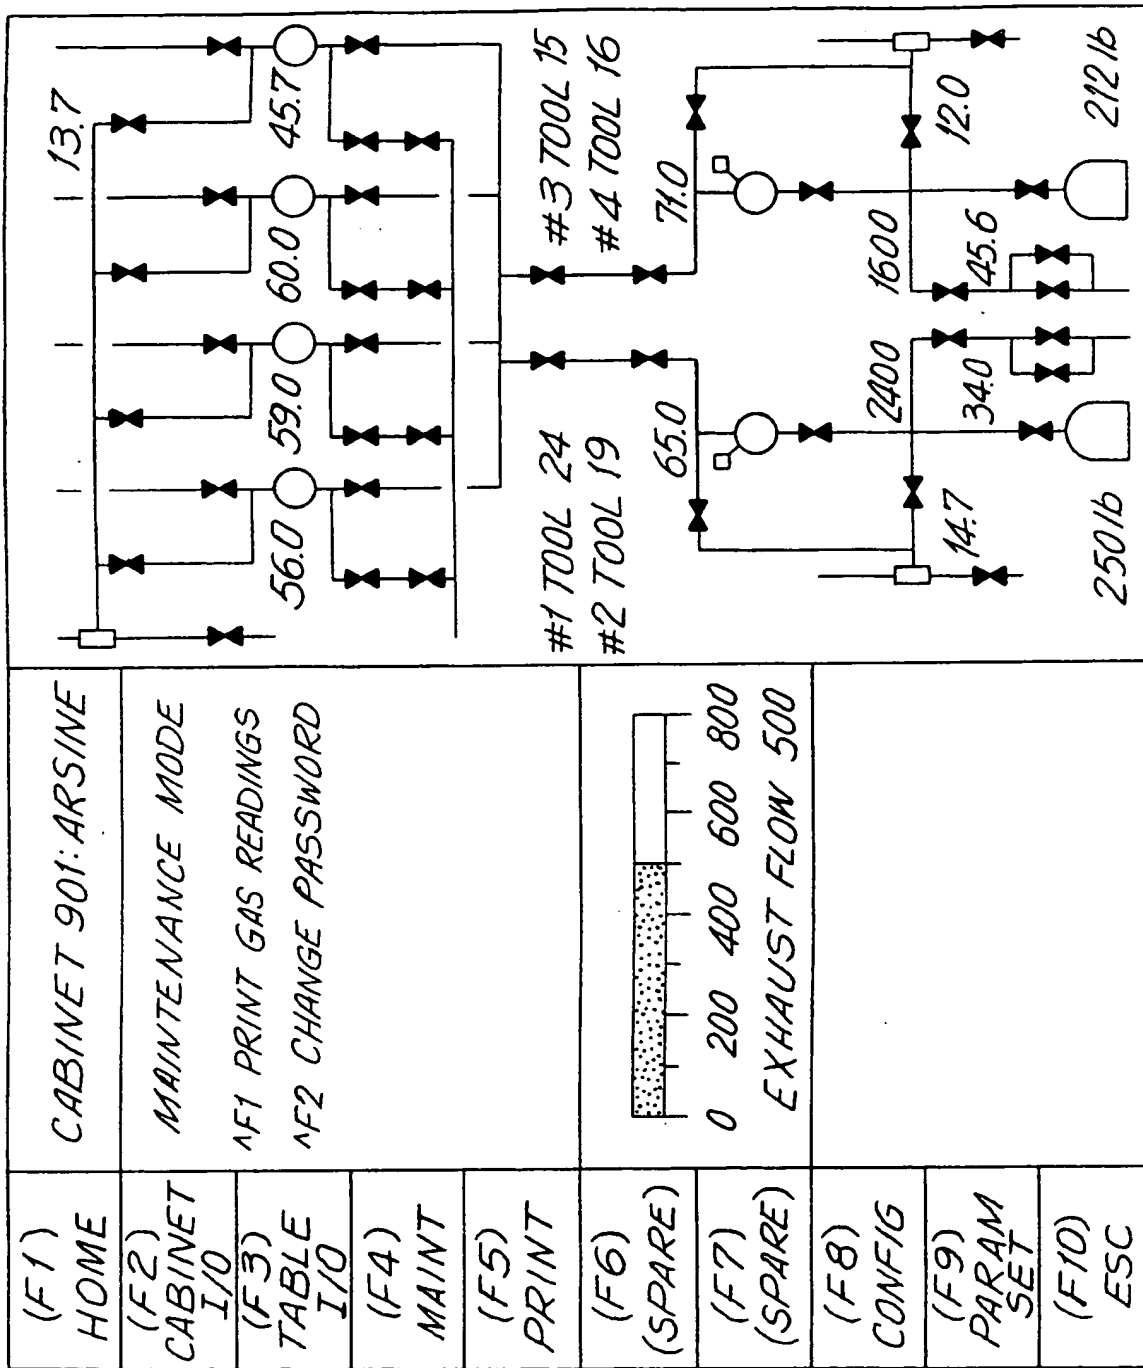 (F1)
HOME
(F2)
CABINET
I/O
(F3)
TABLE
I/O
(F4)
MAINT
(F5)
PRINT
(F6)
(SPARE)
(F7)
(SPARE)
(F8)
CONFIG
(F9)
PARAM
SET
(F10)
ESC
CABINET 901: ARSINE
MAINTENANCE MODE
^F1 PRINT GAS READINGS
^F2 CHANGE PASSWORD
0 200 400 600 800
EXHAUST FLOW 500
13.7
56.0 59.0 60.0 45.7
#1 TOOL 24 #3 TOOL 15
#2 TOOL 19 #4 TOOL 16
65.0 71.0
2400 1600
14.7 34.0 45.6 12.0
250 lb 212 lb